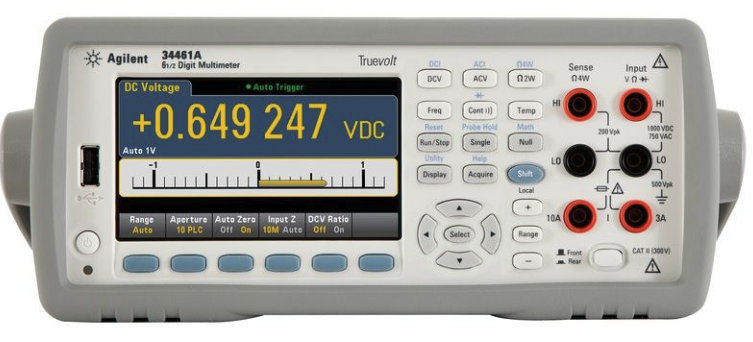 Agilent 34461A
6 1/2 Digit Multimeter
Truevolt
DC Voltage
Auto Trigger
+0.649 247 VDC
Auto 1V
-1 0 1
Range Aperture Auto Zero Input Z DCV Ratio
Auto 10 PLC Off On 10M Auto Off On
DCI ACI Ω4W
DCV ACV Ω2W
Freq Cont Temp
Reset Probe Hold Math
Run/Stop Single Null
Utility Help
Display Acquire Shift
Local
+
Select
Range
−
Sense
Ω4W
Input
V Ω
HI HI
200 Vpk
1000 VDC
750 VAC
LO LO
500 Vpk
10A I 3A
Front
Rear
CAT II (300V)